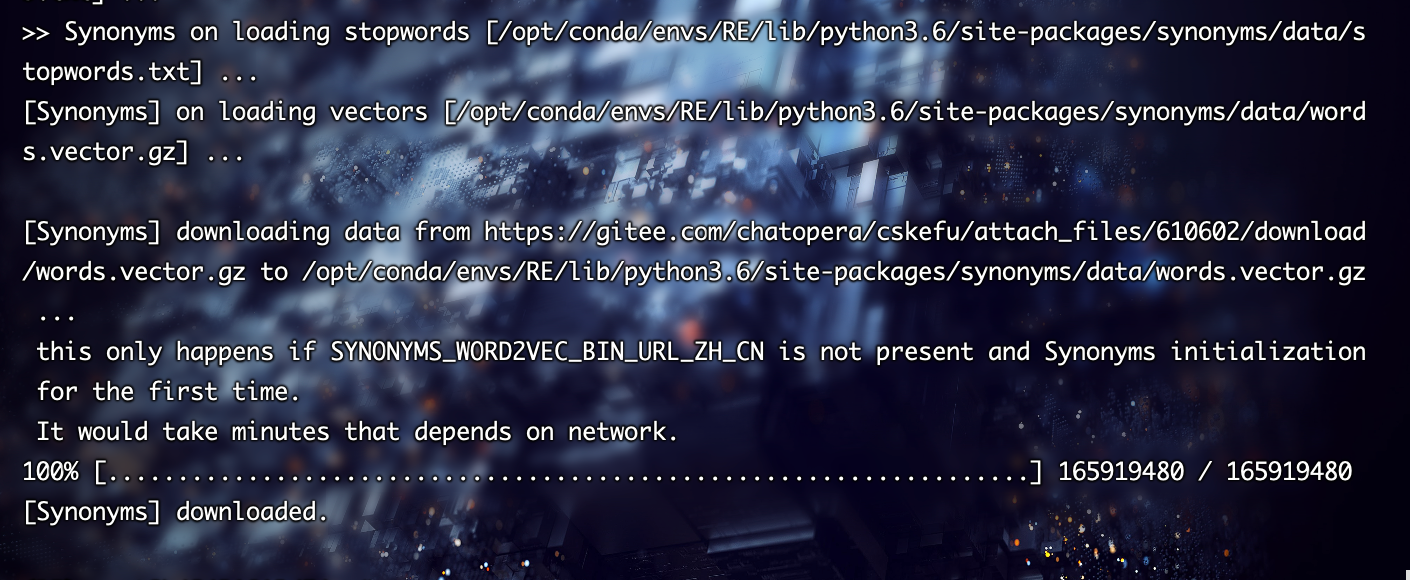 >> Synonyms on loading stopwords [/opt/conda/envs/RE/lib/python3.6/site-packages/synonyms/data/s
topwords.txt] ...
[Synonyms] on loading vectors [/opt/conda/envs/RE/lib/python3.6/site-packages/synonyms/data/word
s.vector.gz] ...
[Synonyms] downloading data from https://gitee.com/chatopera/cskefu/attach_files/610602/download
/words.vector.gz to /opt/conda/envs/RE/lib/python3.6/site-packages/synonyms/data/words.vector.gz
...
this only happens if SYNONYMS_WORD2VEC_BIN_URL_ZH_CN is not present and Synonyms initialization
for the first time.
It would take minutes that depends on network.
100% [..................................................................] 165919480 / 165919480
[Synonyms] downloaded.